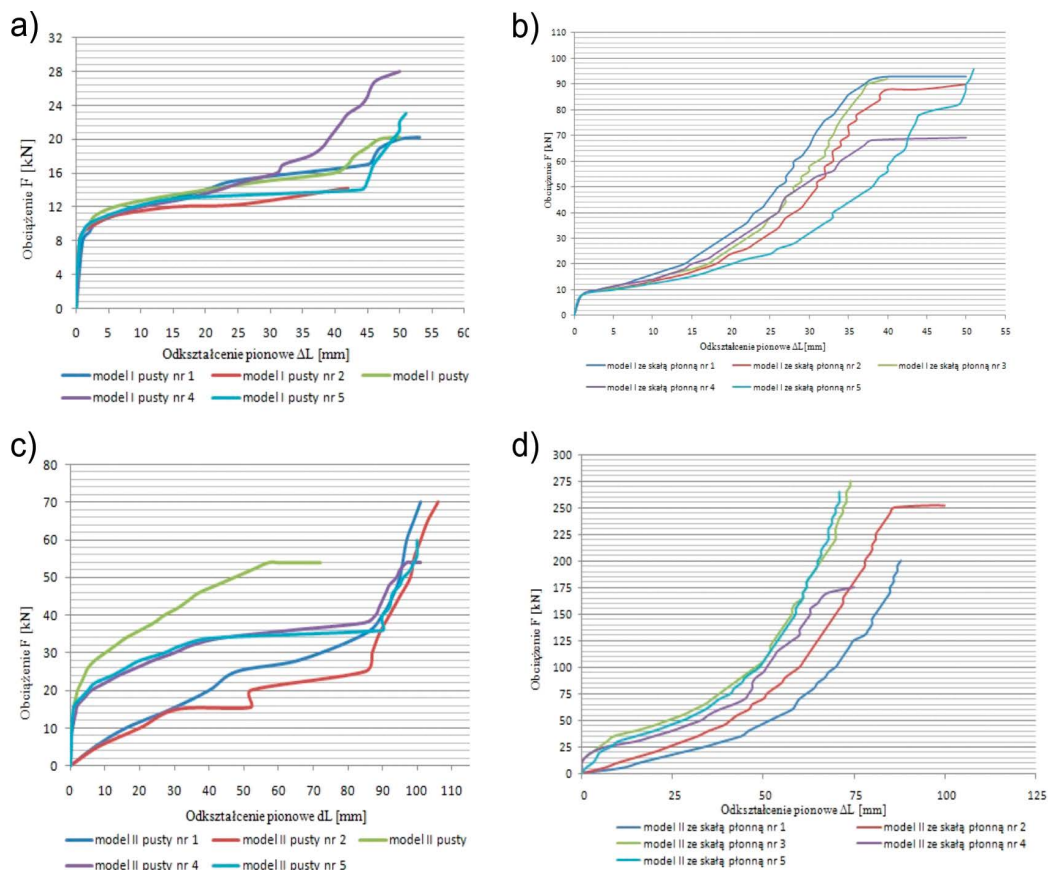 a)
32
28
24
20
16
12
8
4
0
Obciążenie F [kN]
0 5 10 15 20 25 30 35 40 45 50 55 60
Odkształcenie pionowe ΔL [mm]
model I pusty nr 1 model I pusty nr 2 model I pusty
model I pusty nr 4 model I pusty nr 5
b)
110
100
90
80
70
60
50
40
30
20
10
0
Obciążenie F [kN]
0 5 10 15 20 25 30 35 40 45 50 55
Odkształcenie pionowe ΔL [mm]
model I ze skałą płonną nr 1 model I ze skałą płonną nr 2 model I ze skałą płonną nr 3
model I ze skałą płonną nr 4 model I ze skałą płonną nr 5
c)
80
70
60
50
40
30
20
10
0
Obciążenie F [kN]
0 10 20 30 40 50 60 70 80 90 100 110
Odkształcenie pionowe dL [mm]
model II pusty nr 1 model II pusty nr 2 model II pusty
model II pusty nr 4 model II pusty nr 5
d)
300
275
250
225
200
175
150
125
100
75
50
25
0
Obciążenie F [kN]
0 25 50 75 100 125
Odkształcenie pionowe ΔL [mm]
model II ze skałą płonną nr 1 model II ze skałą płonną nr 2
model II ze skałą płonną nr 3 model II ze skałą płonną nr 4
model II ze skałą płonną nr 5